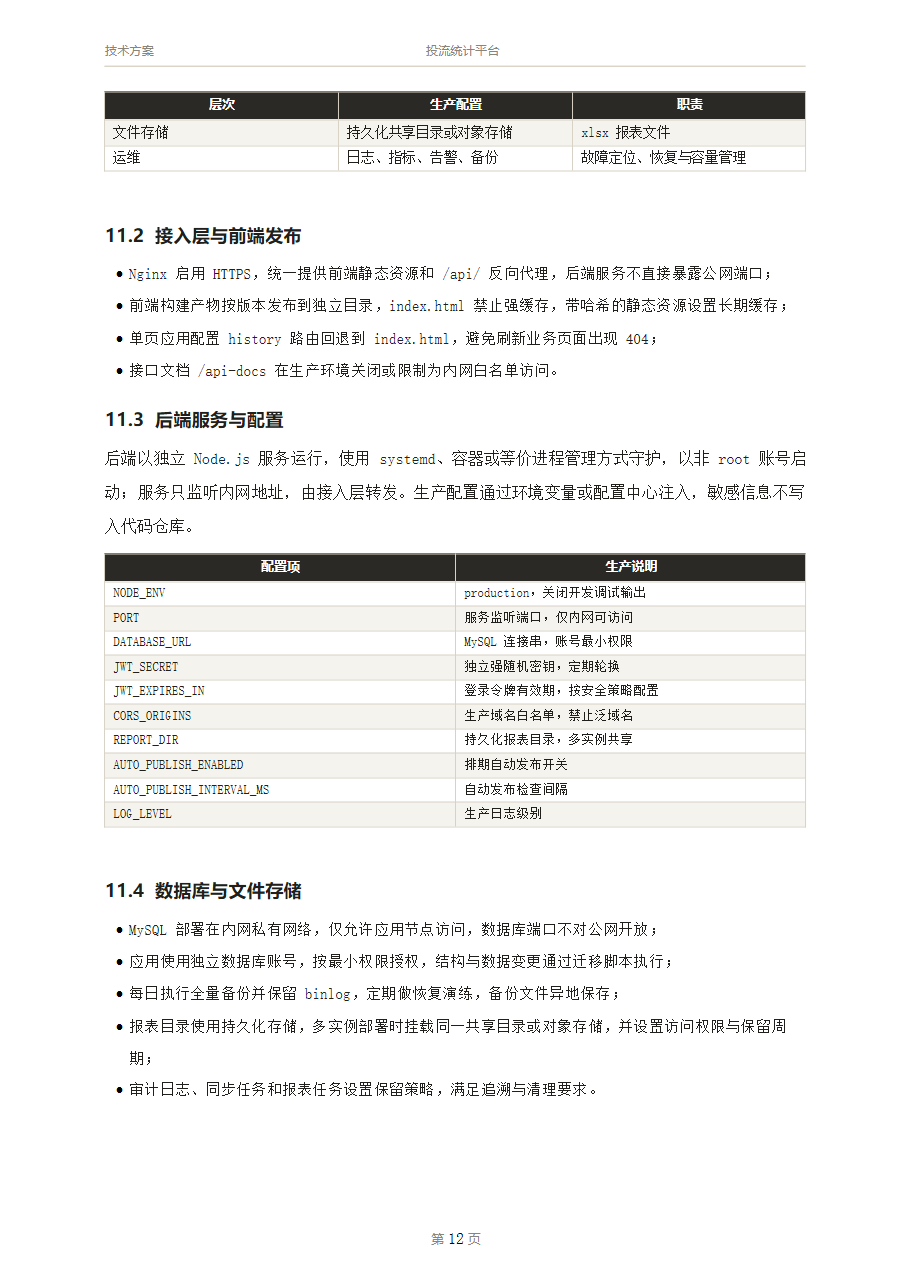 技术方案 投流统计平台
层次 生产配置 职责
文件存储 持久化共享目录或对象存储 xlsx 报表文件
运维 日志、指标、告警、备份 故障定位、恢复与容量管理
11.2 接入层与前端发布
● Nginx 启用 HTTPS，统一提供前端静态资源和 /api/ 反向代理，后端服务不直接暴露公网端口；
● 前端构建产物按版本发布到独立目录，index.html 禁止强缓存，带哈希的静态资源设置长期缓存；
● 单页应用配置 history 路由回退到 index.html，避免刷新业务页面出现 404；
● 接口文档 /api-docs 在生产环境关闭或限制为内网白名单访问。
11.3 后端服务与配置
后端以独立 Node.js 服务运行，使用 systemd、容器或等价进程管理方式守护，以非 root 账号启
动；服务只监听内网地址，由接入层转发。生产配置通过环境变量或配置中心注入，敏感信息不写
入代码仓库。
配置项 生产说明
NODE_ENV production，关闭开发调试输出
PORT 服务监听端口，仅内网可访问
DATABASE_URL MySQL 连接串，账号最小权限
JWT_SECRET 独立强随机密钥，定期轮换
JWT_EXPIRES_IN 登录令牌有效期，按安全策略配置
CORS_ORIGINS 生产域名白名单，禁止泛域名
REPORT_DIR 持久化报表目录，多实例共享
AUTO_PUBLISH_ENABLED 排期自动发布开关
AUTO_PUBLISH_INTERVAL_MS 自动发布检查间隔
LOG_LEVEL 生产日志级别
11.4 数据库与文件存储
● MySQL 部署在内网私有网络，仅允许应用节点访问，数据库端口不对公网开放；
● 应用使用独立数据库账号，按最小权限授权，结构与数据变更通过迁移脚本执行；
● 每日执行全量备份并保留 binlog，定期做恢复演练，备份文件异地保存；
● 报表目录使用持久化存储，多实例部署时挂载同一共享目录或对象存储，并设置访问权限与保留周
期；
● 审计日志、同步任务和报表任务设置保留策略，满足追溯与清理要求。
第 12 页